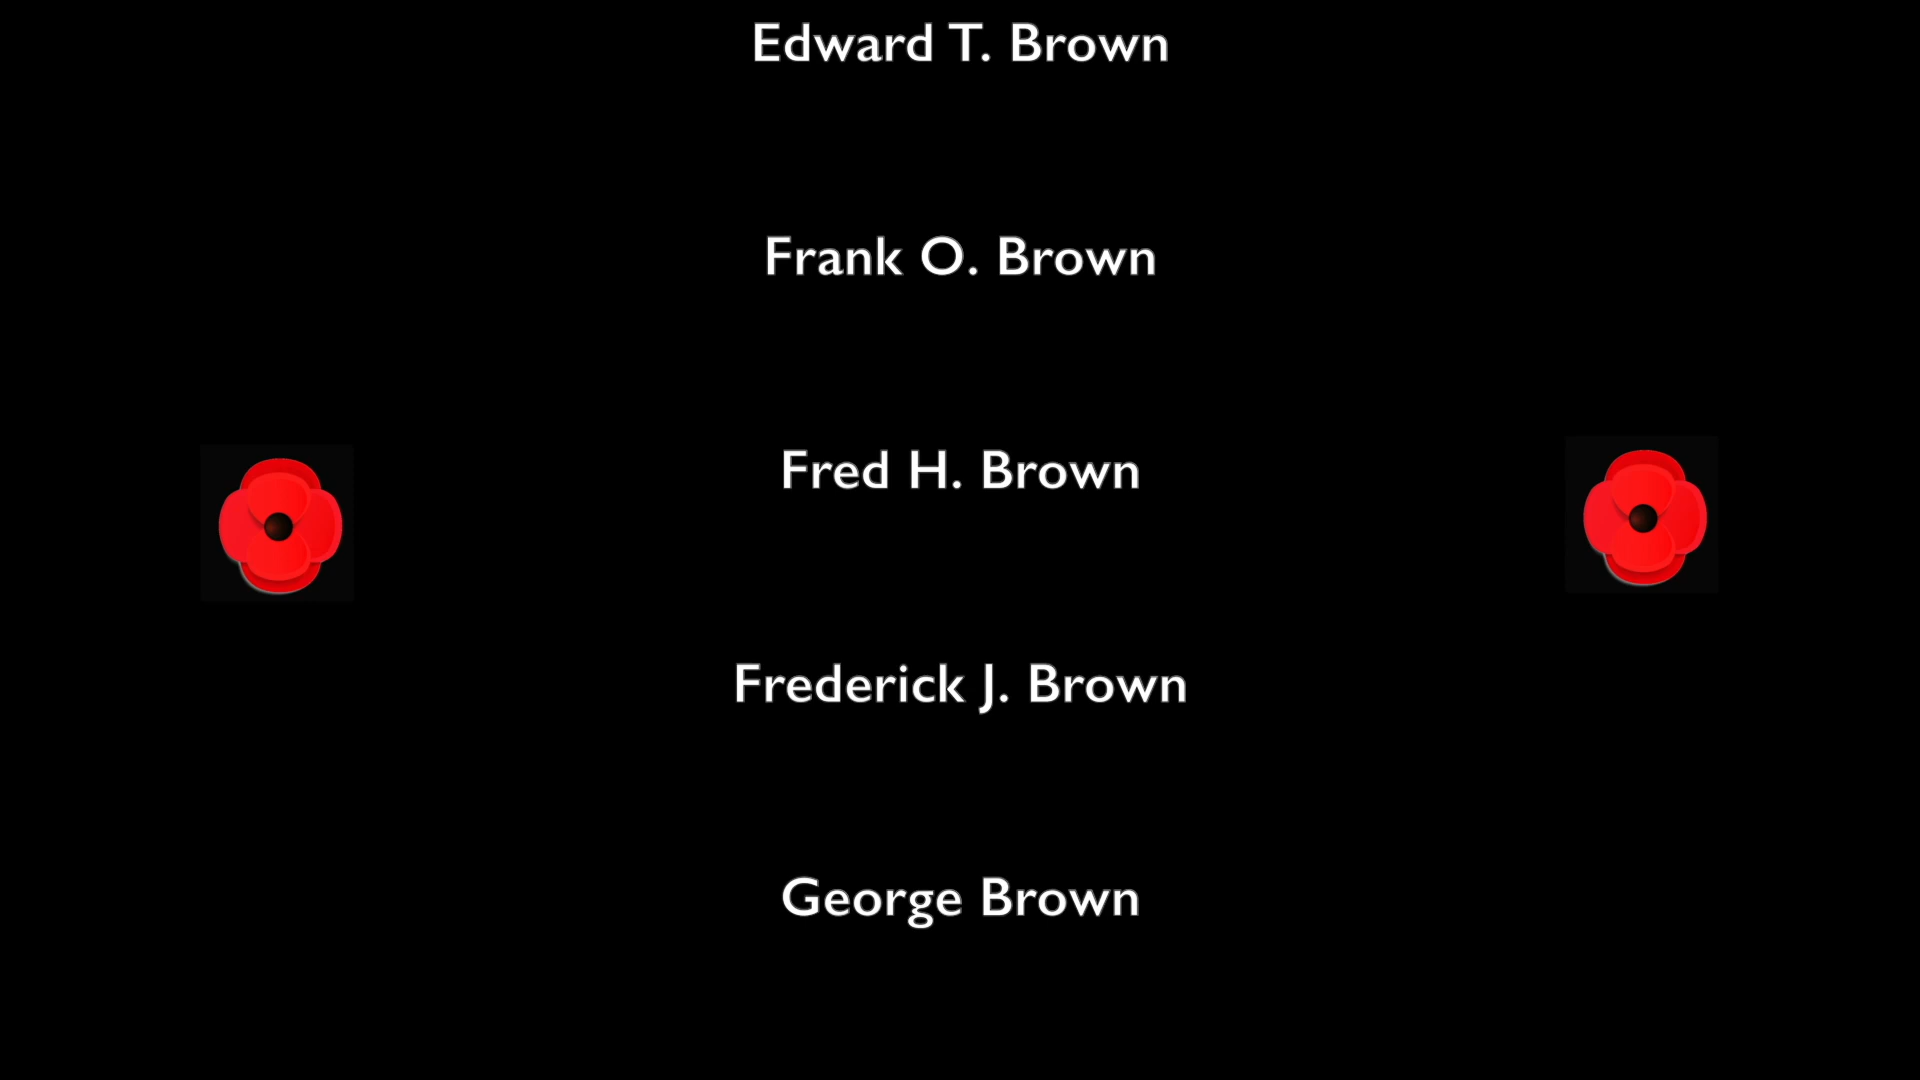 Edward T. Brown
Frank O. Brown
Fred H. Brown
Frederick J. Brown
George Brown